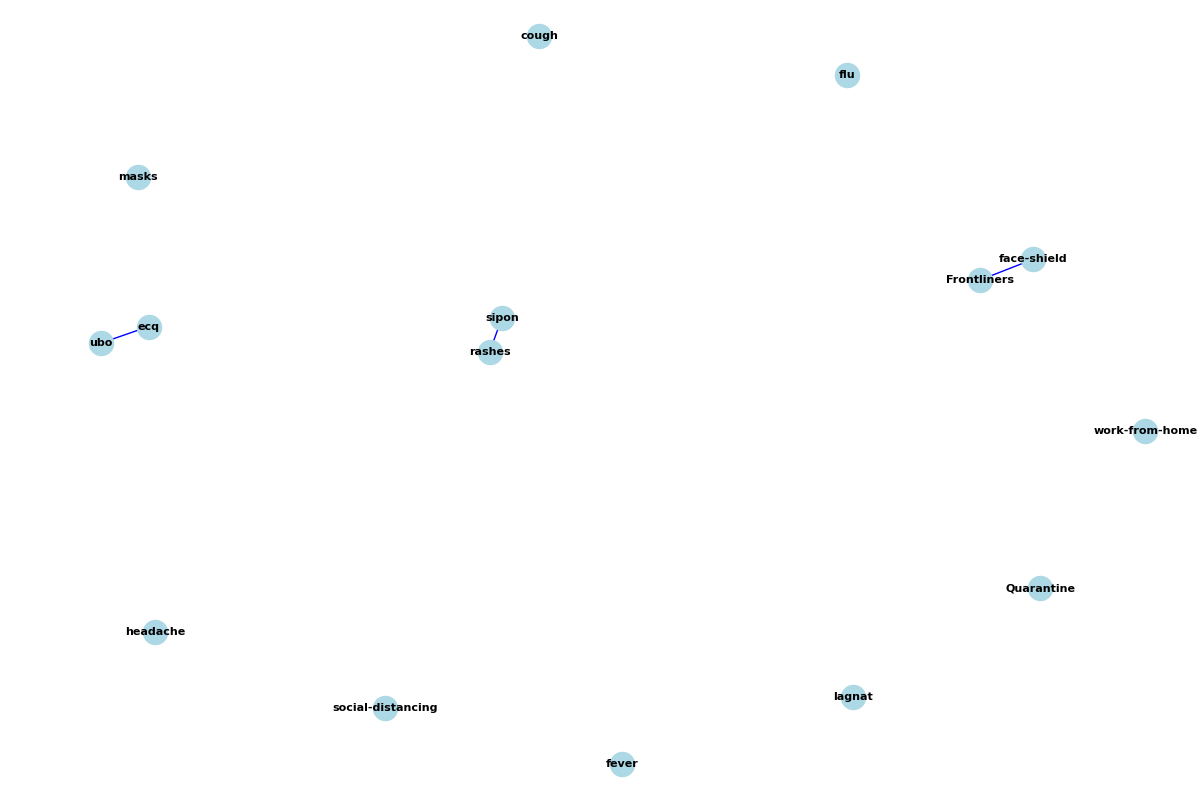 cough
flu
masks
face-shield
Frontliners
sipon
ecq
ubo
rashes
work-from-home
Quarantine
headache
lagnat
social-distancing
fever